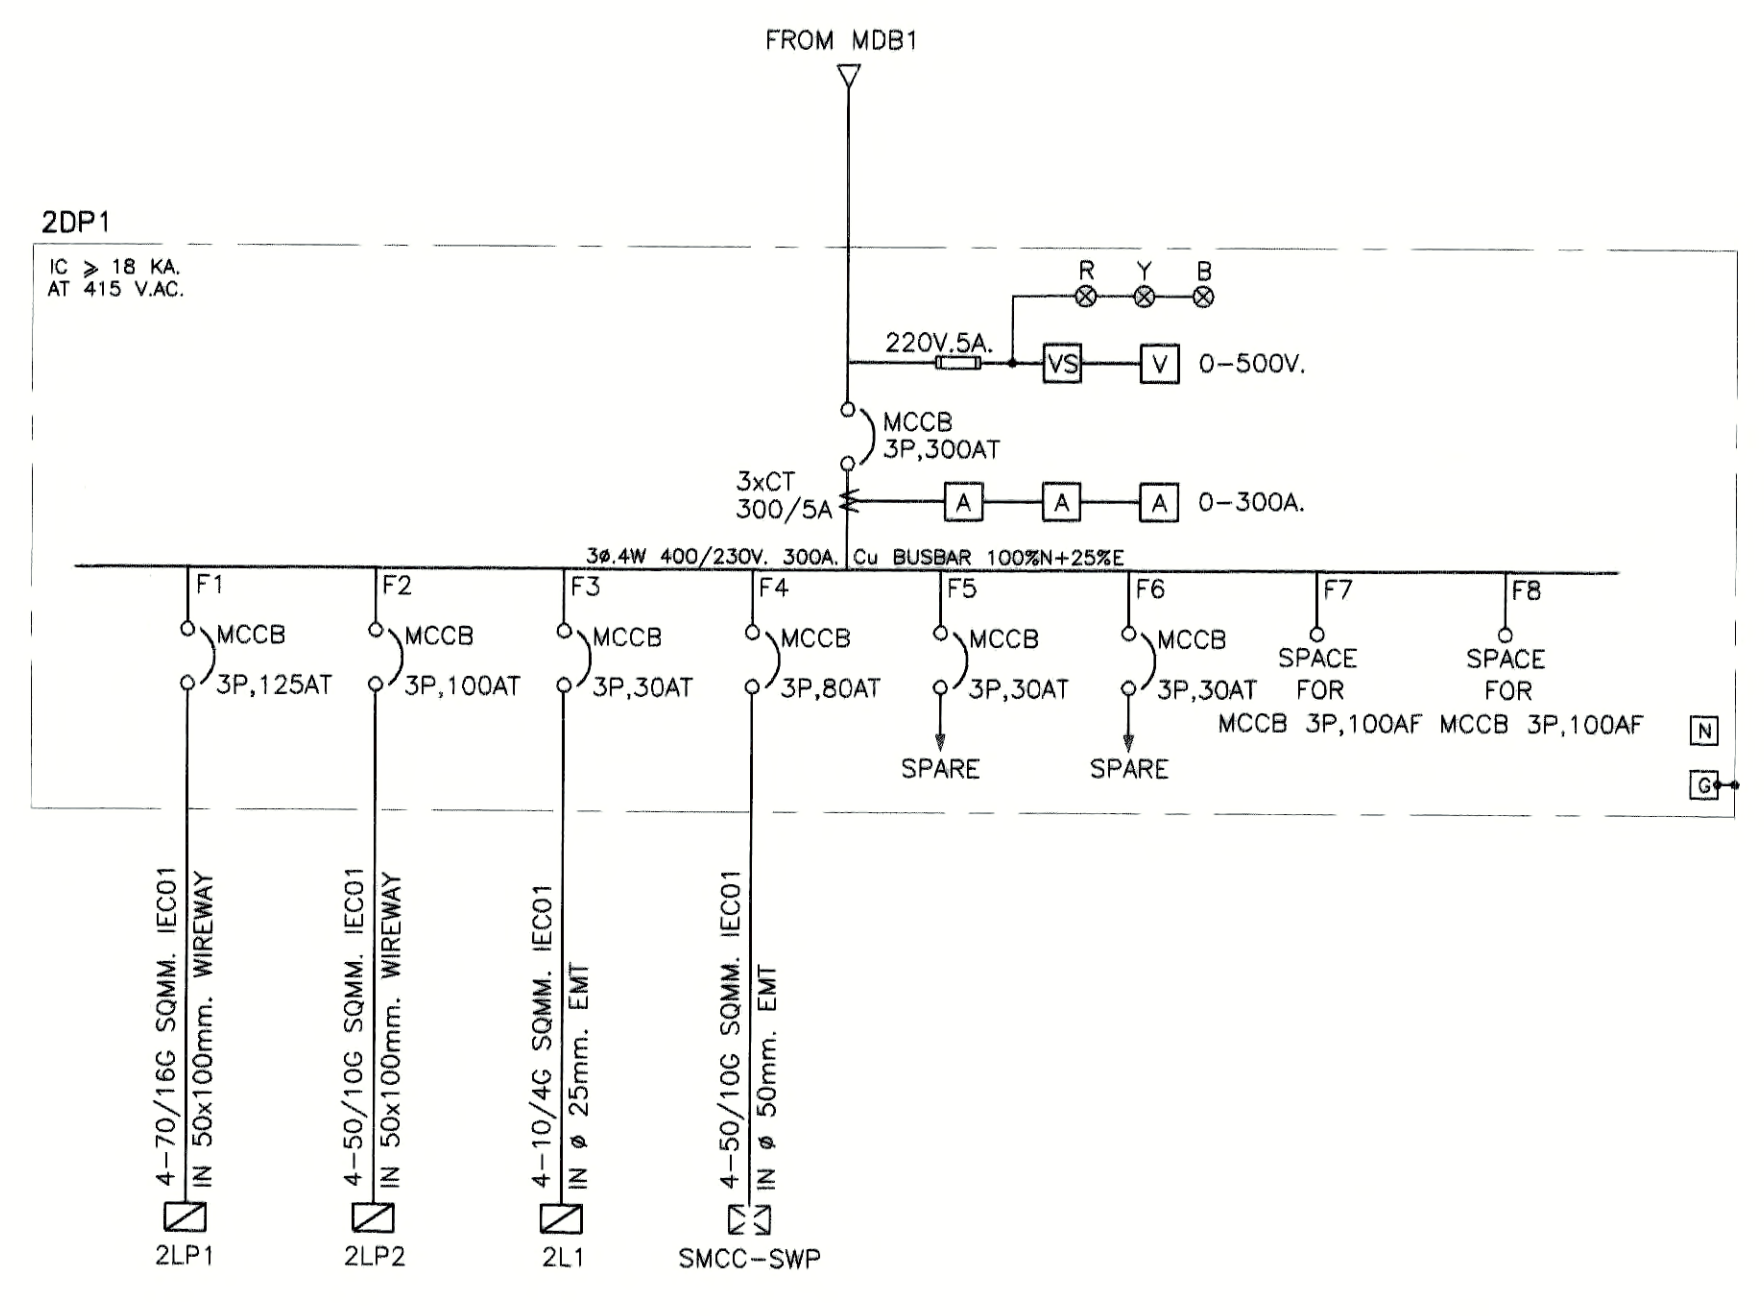 FROM MDB1
2DP1
IC ⩾ 18 KA.
AT 415 V.AC.
R Y B
220V.5A.
VS V 0-500V.
MCCB
3P,300AT
3xCT
300/5A
A A A 0-300A.
3ø.4W 400/230V. 300A. Cu BUSBAR 100%N+25%E
F1 F2 F3 F4 F5 F6 F7 F8
MCCB MCCB MCCB MCCB MCCB MCCB
3P,125AT 3P,100AT 3P,30AT 3P,80AT 3P,30AT 3P,30AT
SPACE
FOR
MCCB 3P,100AF
SPACE
FOR
MCCB 3P,100AF
SPARE SPARE
N
G
4-70/16G SQMM. IEC01
IN 50x100mm. WIREWAY
4-50/10G SQMM. IEC01
IN 50x100mm. WIREWAY
4-10/4G SQMM. IEC01
IN ø 25mm. EMT
4-50/10G SQMM. IEC01
IN ø 50mm. EMT
2LP1 2LP2 2L1 SMCC-SWP